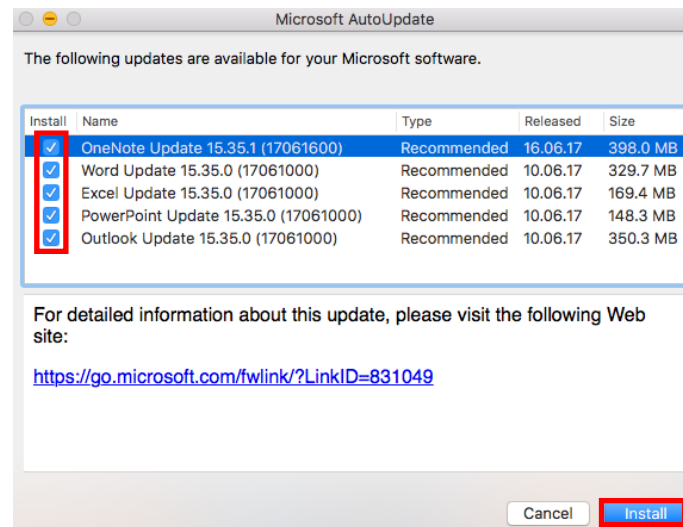 Microsoft AutoUpdate
The following updates are available for your Microsoft software.
Install Name Type Released Size
OneNote Update 15.35.1 (17061600) Recommended 16.06.17 398.0 MB
Word Update 15.35.0 (17061000) Recommended 10.06.17 329.7 MB
Excel Update 15.35.0 (17061000) Recommended 10.06.17 169.4 MB
PowerPoint Update 15.35.0 (17061000) Recommended 10.06.17 148.3 MB
Outlook Update 15.35.0 (17061000) Recommended 10.06.17 350.3 MB
For detailed information about this update, please visit the following Web
site:
https://go.microsoft.com/fwlink/?LinkID=831049
Cancel Install